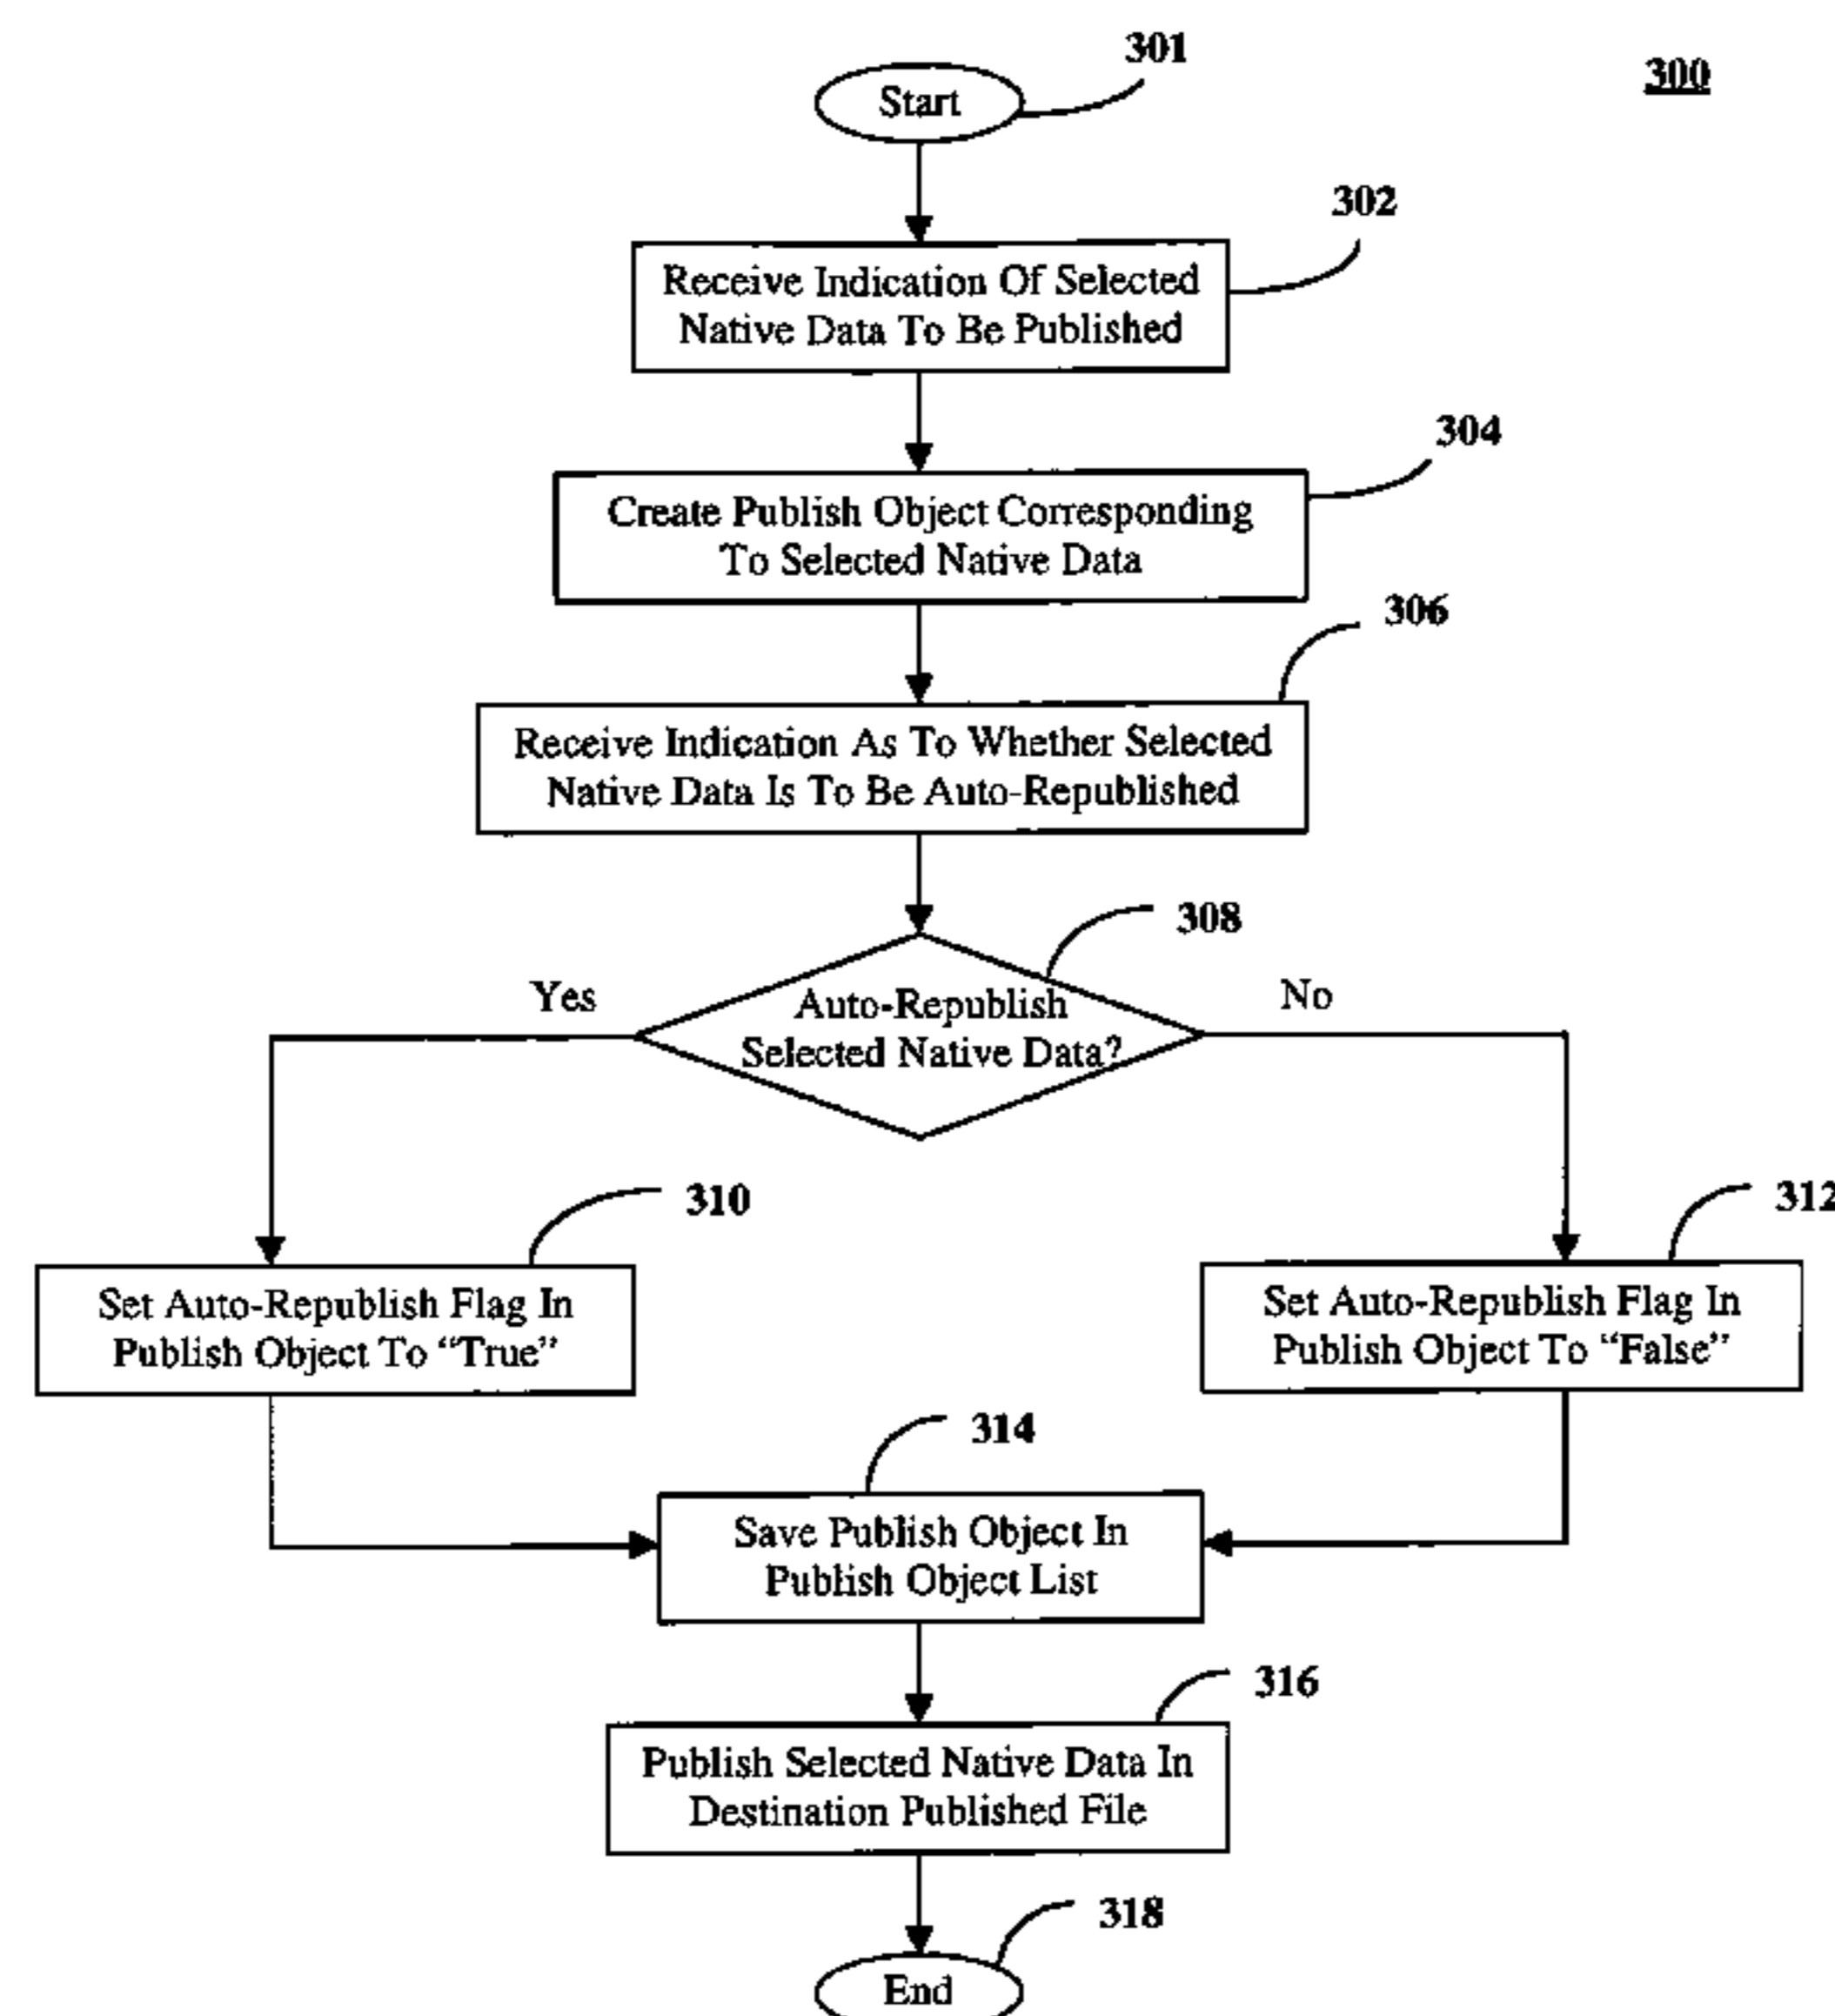 301
300
Start
302
Receive Indication Of Selected
Native Data To Be Published
304
Create Publish Object Corresponding
To Selected Native Data
306
Receive Indication As To Whether Selected
Native Data Is To Be Auto-Republished
308
Yes
No
Auto-Republish
Selected Native Data?
310
312
Set Auto-Republish Flag In
Publish Object To “True”
Set Auto-Republish Flag In
Publish Object To “False”
314
Save Publish Object In
Publish Object List
316
Publish Selected Native Data In
Destination Published File
318
End